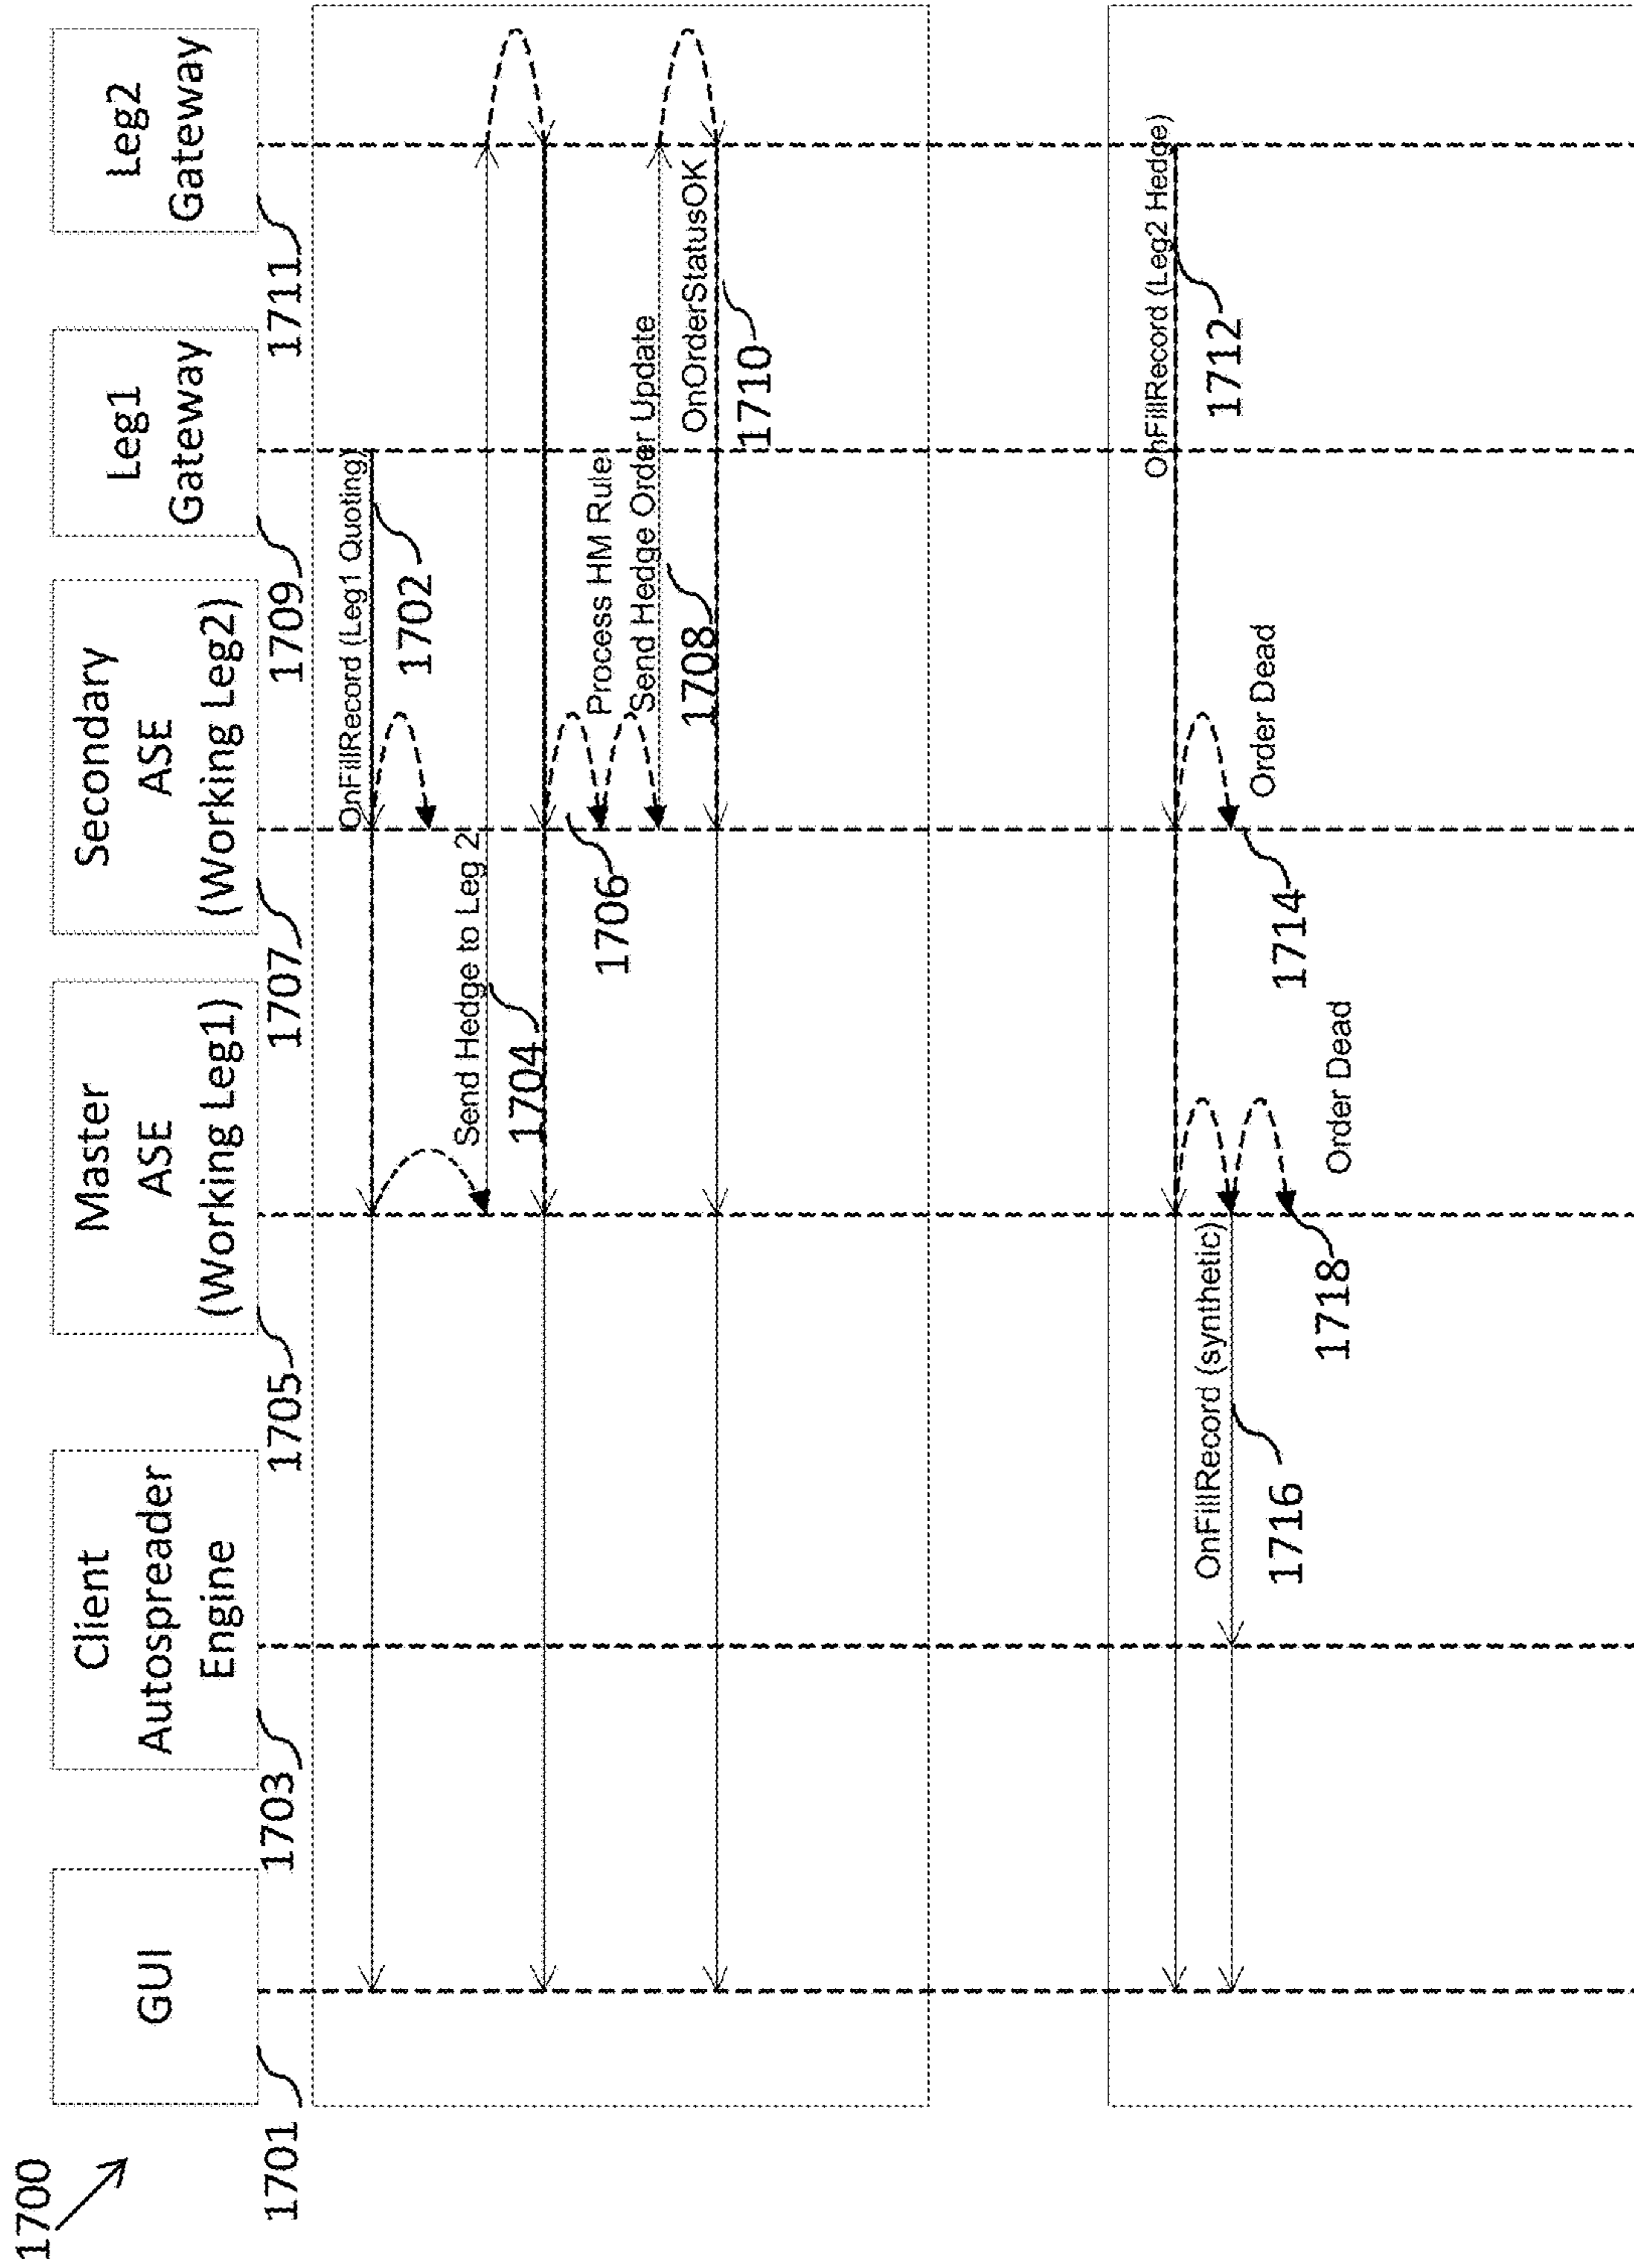 1700
GUI
1701
Client
Autospreader
Engine
1703
Master
ASE
(Working Leg1)
1705
Secondary
ASE
(Working Leg2)
1707
Leg1
Gateway
1709
Leg2
Gateway
1711
OnFillRecord (Leg1 Quoting)
1702
Send Hedge to Leg 2
1704
1706
Process HM Rule
Send Hedge Order Update
1708
OnOrderStatusOK
1710
OnFillRecord (Leg2 Hedge)
1712
Order Dead
1714
OnFillRecord (synthetic)
1716
Order Dead
1718